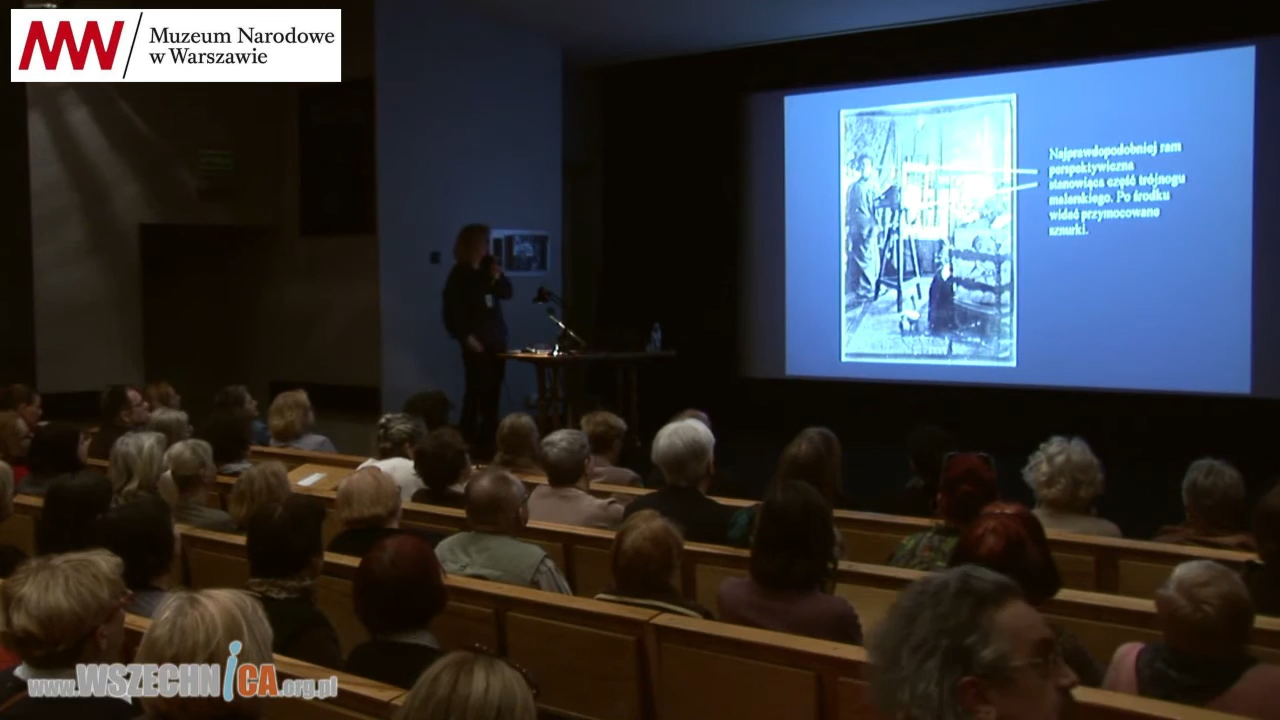 Muzeum Narodowe
w Warszawie
Najprawdopodobniej ram
perspektywiczna
stanowiąca część trójnogu
malarskiego. Po środku
widać przymocowane
sznurki.
www.WSZECHNiCA.org.pl